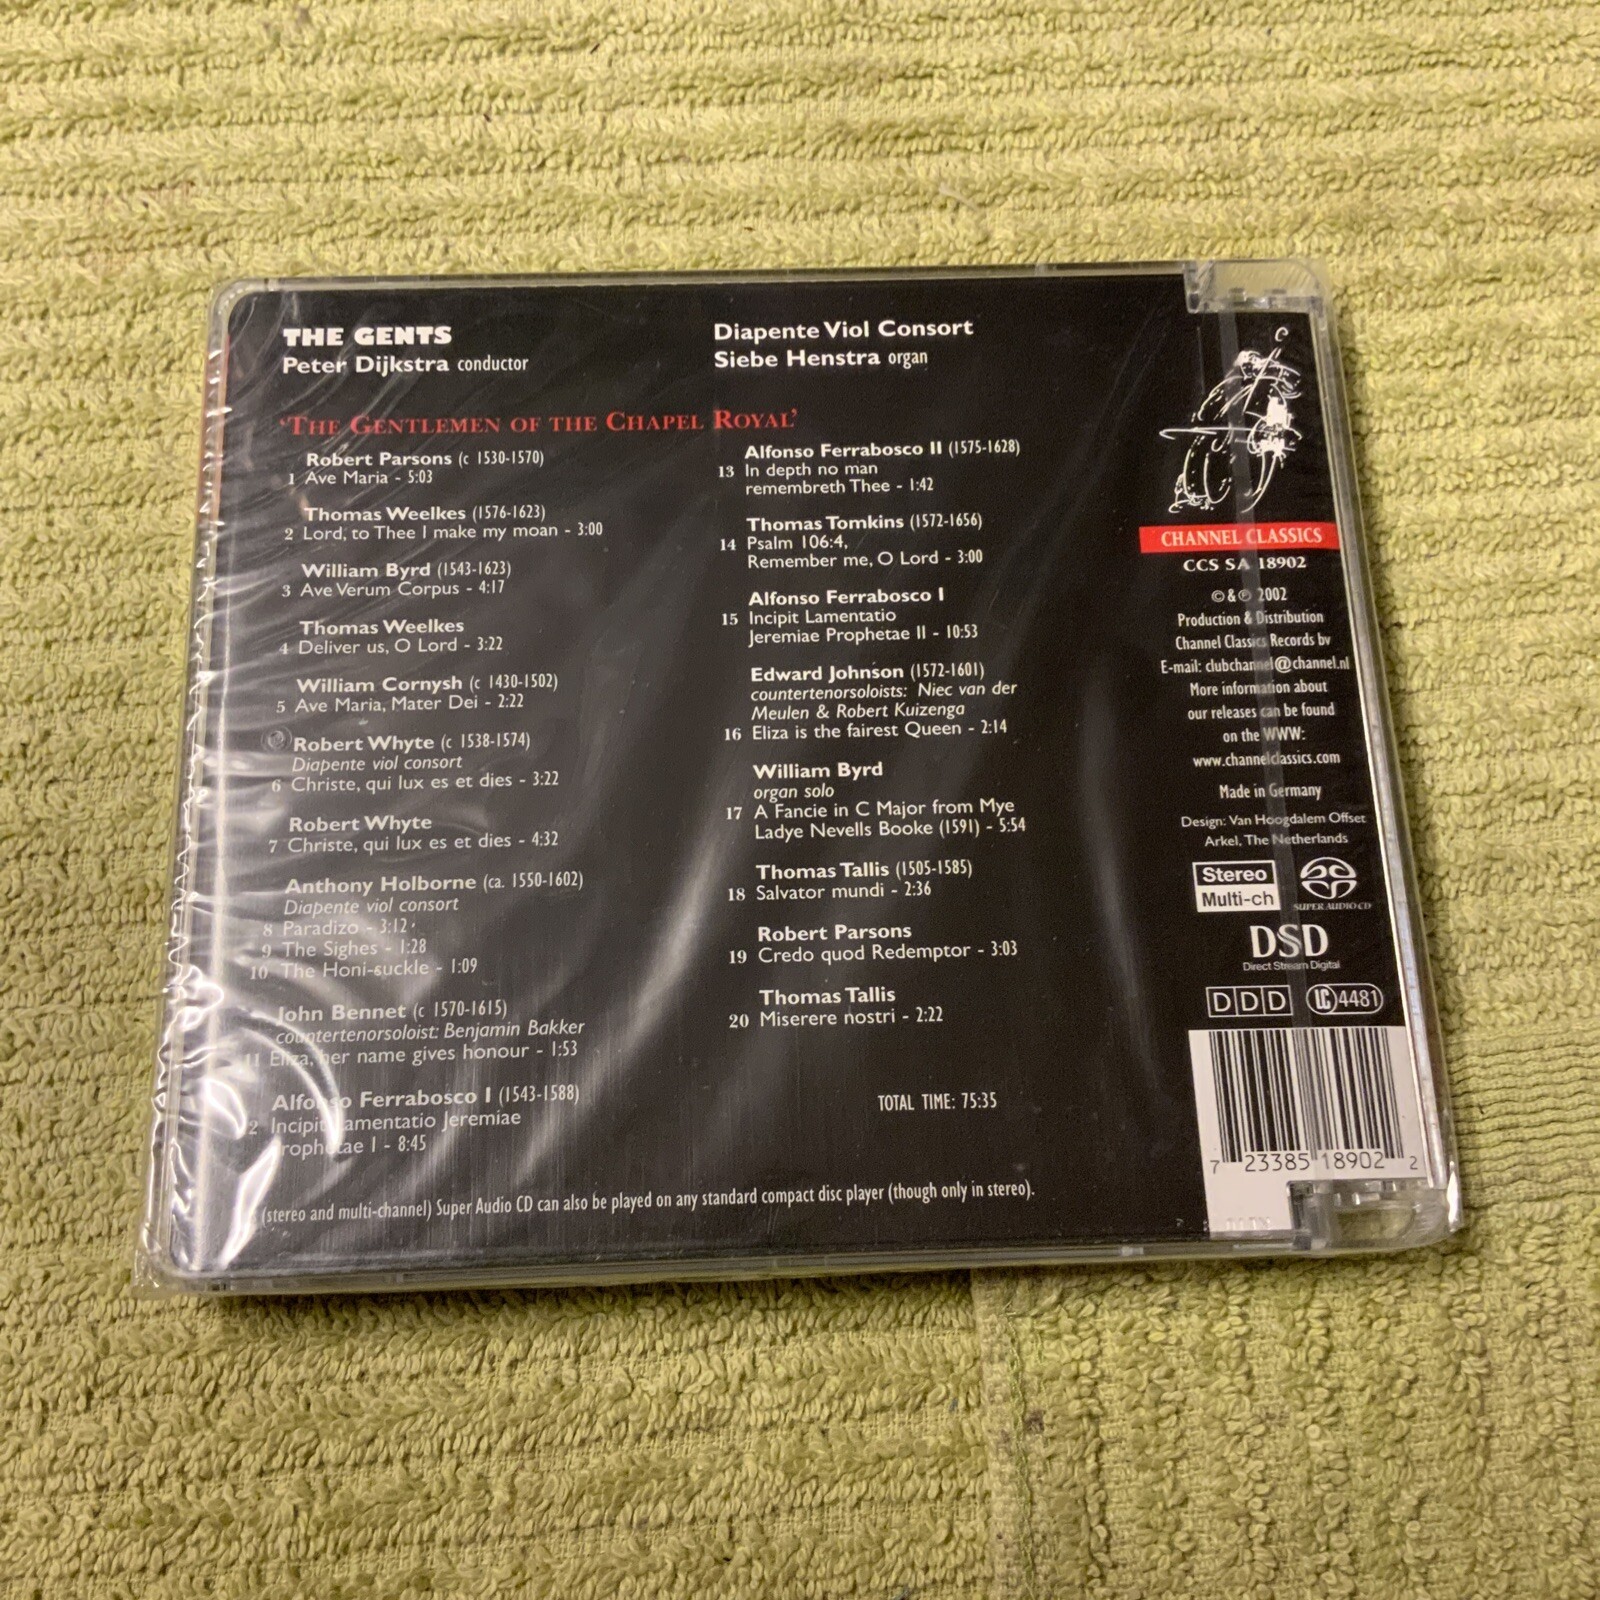 THE GENTS
Peter Dijkstra conductor
Diapente Viol Consort
Siebe Henstra organ
'THE GENTLEMEN OF THE CHAPEL ROYAL'
Robert Parsons (c 1530-1570)
1 Ave Maria - 5:03
Thomas Weelkes (1576-1623)
2 Lord, to Thee I make my moan - 3:00
William Byrd (1543-1623)
3 Ave Verum Corpus - 4:17
Thomas Weelkes
4 Deliver us, O Lord - 3:22
William Cornysh (c 1430-1502)
5 Ave Maria, Mater Dei - 2:22
Robert Whyte (c 1538-1574)
Diapente viol consort
6 Christe, qui lux es et dies - 3:22
Robert Whyte
7 Christe, qui lux es et dies - 4:32
Anthony Holborne (ca. 1550-1602)
Diapente viol consort
8 Paradizo - 3:12
9 The Sighes - 1:28
10 The Honi-suckle - 1:09
John Bennet (c 1570-1615)
countertenorsoloist: Benjamin Bakker
11 Eliza, her name gives honour - 1:53
Alfonso Ferrabosco I (1543-1588)
2 Incipit Lamentatio Jeremiae
rophetae I - 8:45
Alfonso Ferrabosco II (1575-1628)
13 In depth no man
remembreth Thee - 1:42
Thomas Tomkins (1572-1656)
14 Psalm 106:4,
Remember me, O Lord - 3:00
Alfonso Ferrabosco I
15 Incipit Lamentatio
Jeremiae Prophetae II - 10:53
Edward Johnson (1572-1601)
countertenorsoloists: Niec van der
Meulen & Robert Kuizenga
16 Eliza is the fairest Queen - 2:14
William Byrd
organ solo
17 A Fancie in C Major from Mye
Ladye Nevells Booke (1591) - 5:54
Thomas Tallis (1505-1585)
18 Salvator mundi - 2:36
Robert Parsons
19 Credo quod Redemptor - 3:03
Thomas Tallis
20 Miserere nostri - 2:22
TOTAL TIME: 75:35
(stereo and multi-channel) Super Audio CD can also be played on any standard compact disc player (though only in stereo).
CHANNEL CLASSICS
CCS SA 18902
© & ℗ 2002
Production & Distribution
Channel Classics Records bv
E-mail: clubchannel@channel.nl
More information about
our releases can be found
on the WWW:
www.channelclassics.com
Made in Germany
Design: Van Hoogdalem Offset
Arkel, The Netherlands
Stereo
Multi-ch
SUPER AUDIO CD
DSD
Direct Stream Digital
DDD
LC 4481
7 23385 18902 2